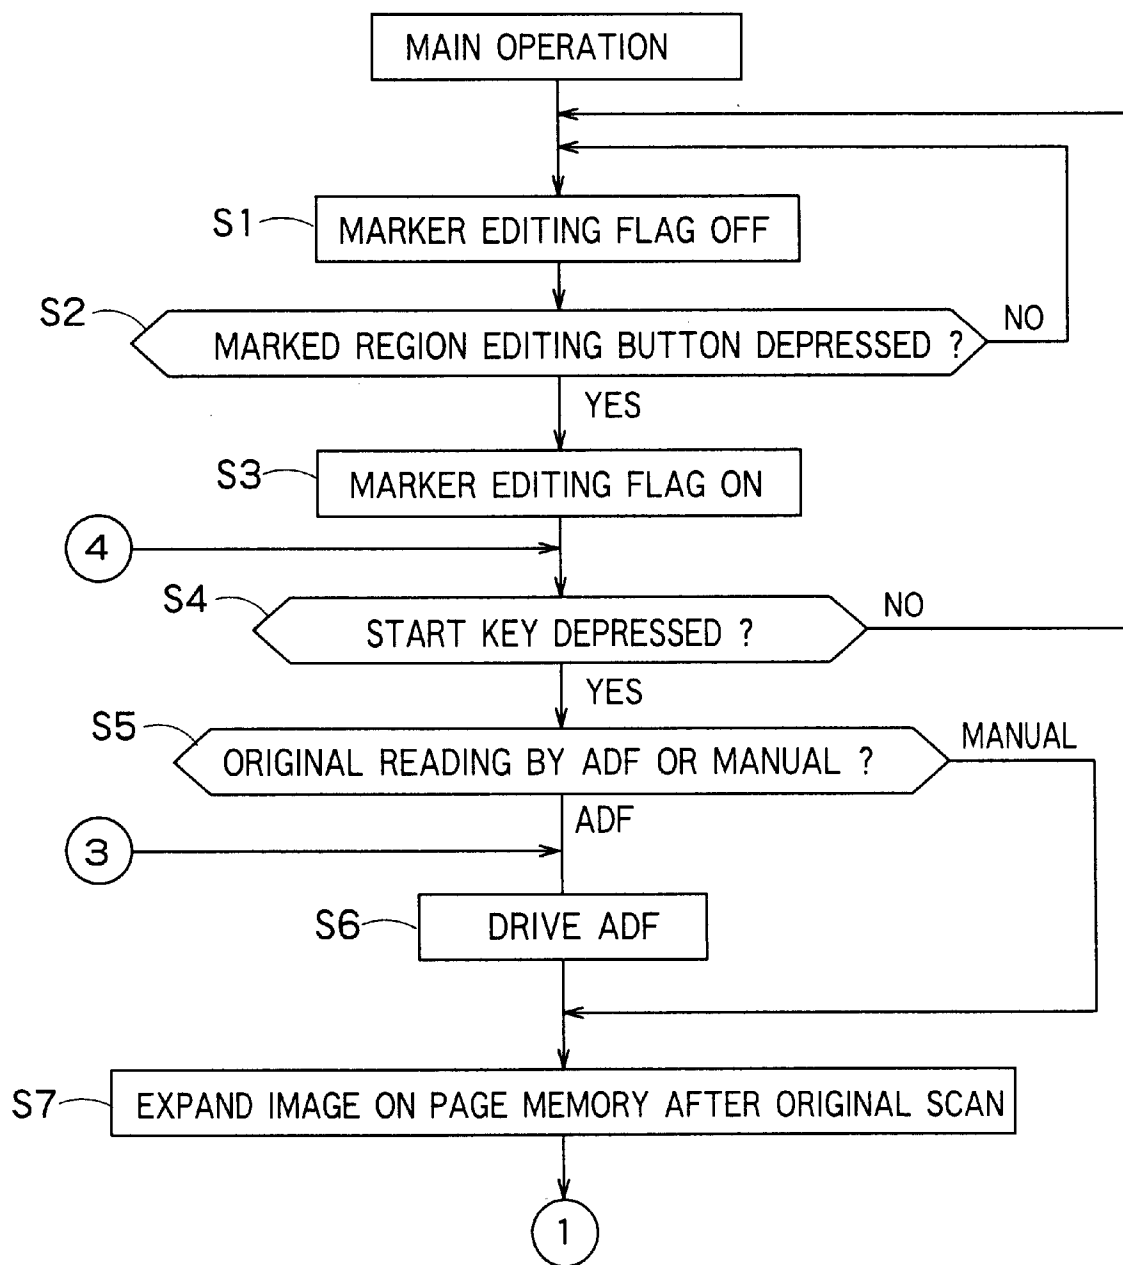 MAIN OPERATION
S1
MARKER EDITING FLAG OFF
S2
MARKED REGION EDITING BUTTON DEPRESSED ?
NO
YES
S3
MARKER EDITING FLAG ON
4
S4
START KEY DEPRESSED ?
NO
YES
S5
ORIGINAL READING BY ADF OR MANUAL ?
MANUAL
ADF
3
S6
DRIVE ADF
S7
EXPAND IMAGE ON PAGE MEMORY AFTER ORIGINAL SCAN
1